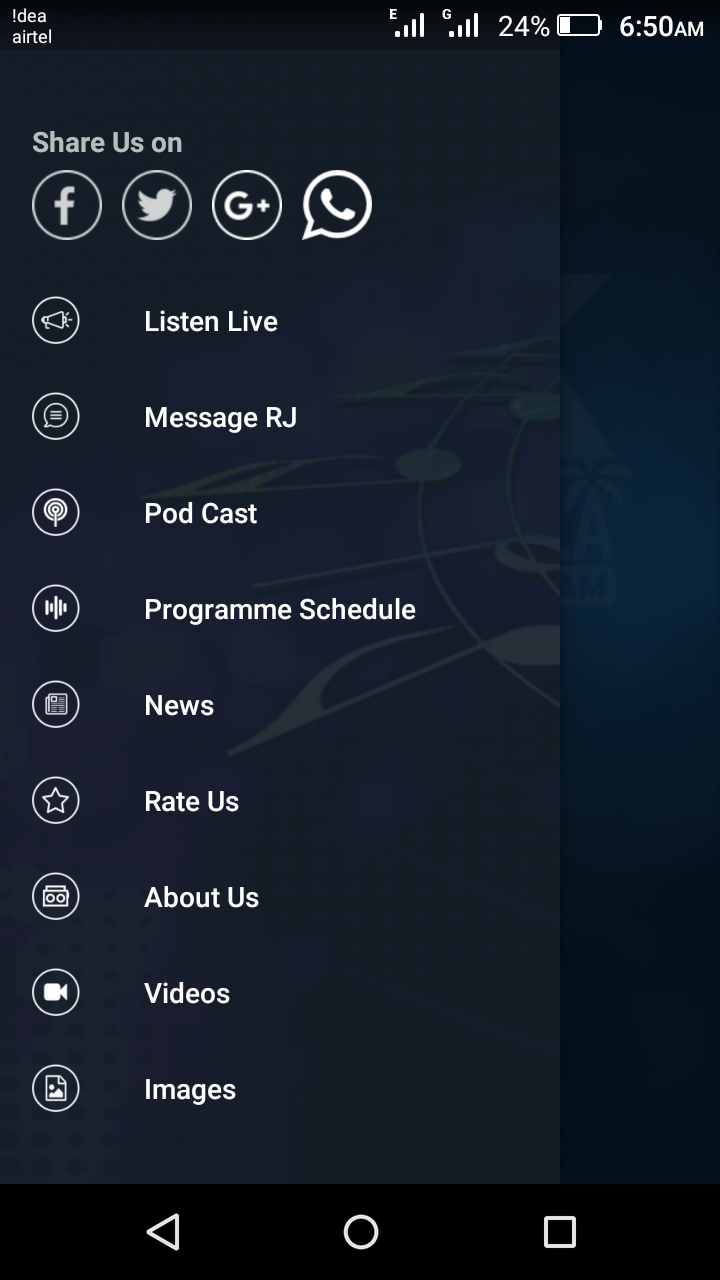 !dea
airtel
E
G
24%
6:50AM
Share Us on
Listen Live
Message RJ
Pod Cast
Programme Schedule
News
Rate Us
About Us
Videos
Images